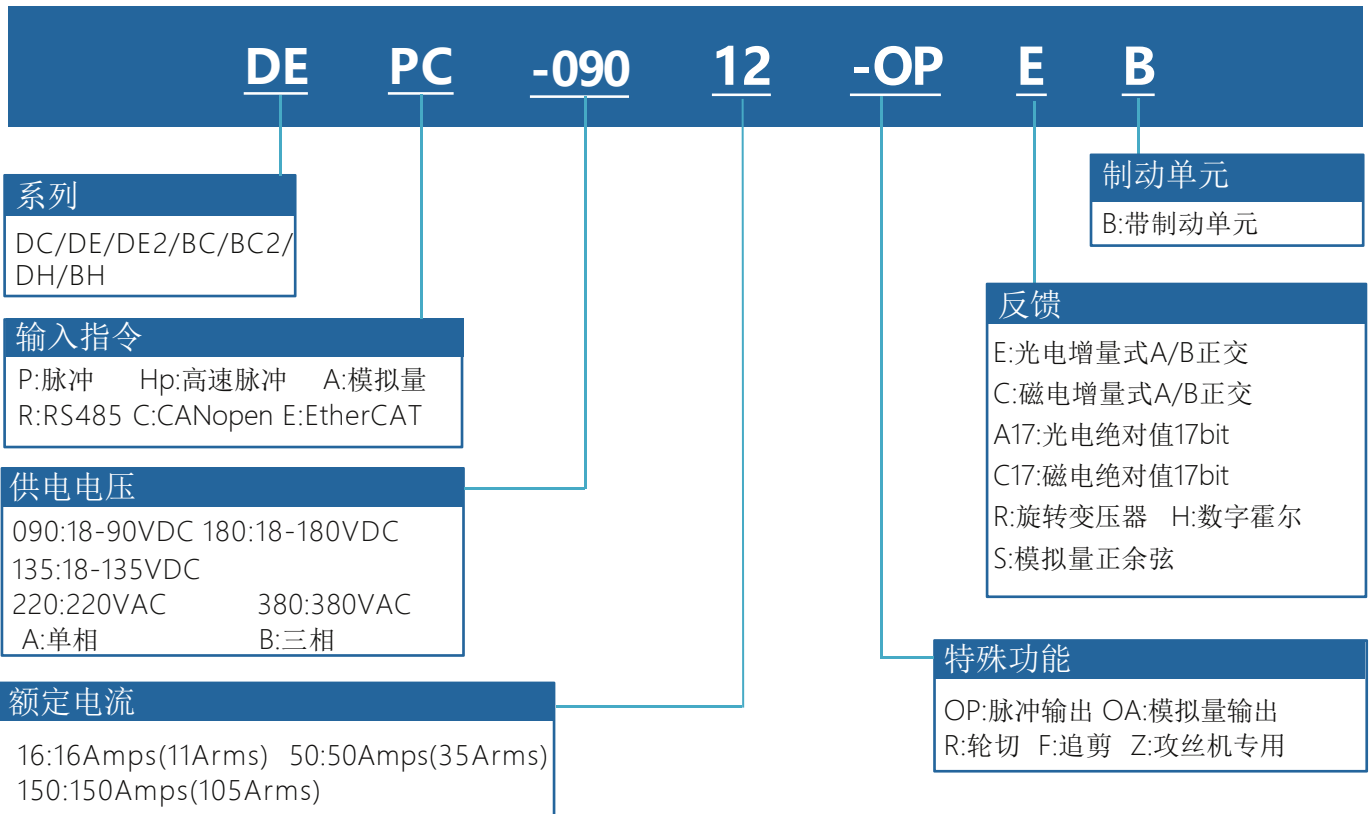 DE PC -090 12 -OP E B
系列
DC/DE/DE2/BC/BC2/
DH/BH
输入指令
P:脉冲 Hp:高速脉冲 A:模拟量
R:RS485 C:CANopen E:EtherCAT
供电电压
090:18-90VDC 180:18-180VDC
135:18-135VDC
220:220VAC 380:380VAC
A:单相 B:三相
额定电流
16:16Amps(11Arms) 50:50Amps(35Arms)
150:150Amps(105Arms)
制动单元
B:带制动单元
反馈
E:光电增量式A/B正交
C:磁电增量式A/B正交
A17:光电绝对值17bit
C17:磁电绝对值17bit
R:旋转变压器 H:数字霍尔
S:模拟量正余弦
特殊功能
OP:脉冲输出 OA:模拟量输出
R:轮切 F:追剪 Z:攻丝机专用